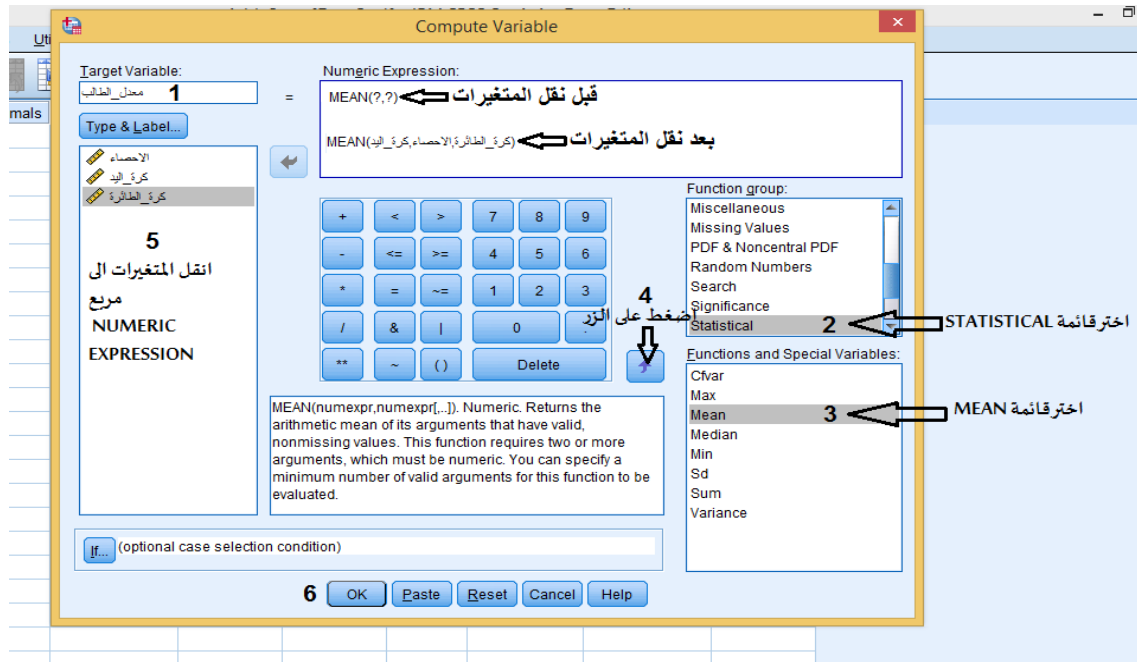 Compute Variable
Uti
mals
Target Variable:
معدل_الطالب 1
=
Numeric Expression:
MEAN(?,?) قبل نقل المتغيرات
MEAN(كرة_الطائرة,الاحصاء,كرة_اليد) بعد نقل المتغيرات
Type & Label...
الاحصاء
كرة_اليد
كرة_الطائرة
5
انقل المتغيرات الى
مربع
NUMERIC
EXPRESSION
+ < > 7 8 9
- <= >= 4 5 6
* = ~= 1 2 3
/ & | 0 .
** ~ ( ) Delete
4
اضغط على الزر
Function group:
Miscellaneous
Missing Values
PDF & Noncentral PDF
Random Numbers
Search
Significance
Statistical 2
اختر قائمة STATISTICAL
Functions and Special Variables:
Cfvar
Max
Mean 3
اختر قائمة MEAN
Median
Min
Sd
Sum
Variance
MEAN(numexpr,numexpr[,..]). Numeric. Returns the
arithmetic mean of its arguments that have valid,
nonmissing values. This function requires two or more
arguments, which must be numeric. You can specify a
minimum number of valid arguments for this function to be
evaluated.
If... (optional case selection condition)
6 OK Paste Reset Cancel Help